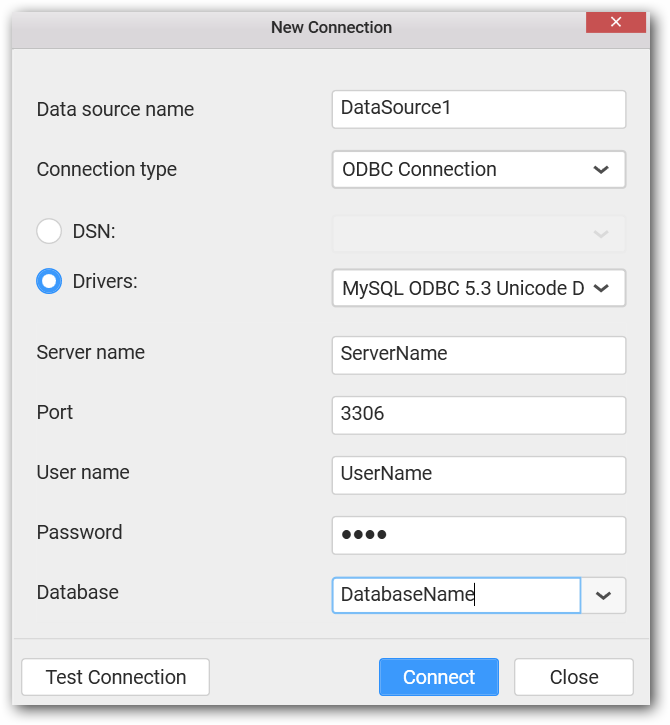 New Connection
Data source name DataSource1
Connection type ODBC Connection
DSN:
Drivers: MySQL ODBC 5.3 Unicode D
Server name ServerName
Port 3306
User name UserName
Password ●●●●
Database DatabaseName
Test Connection Connect Close